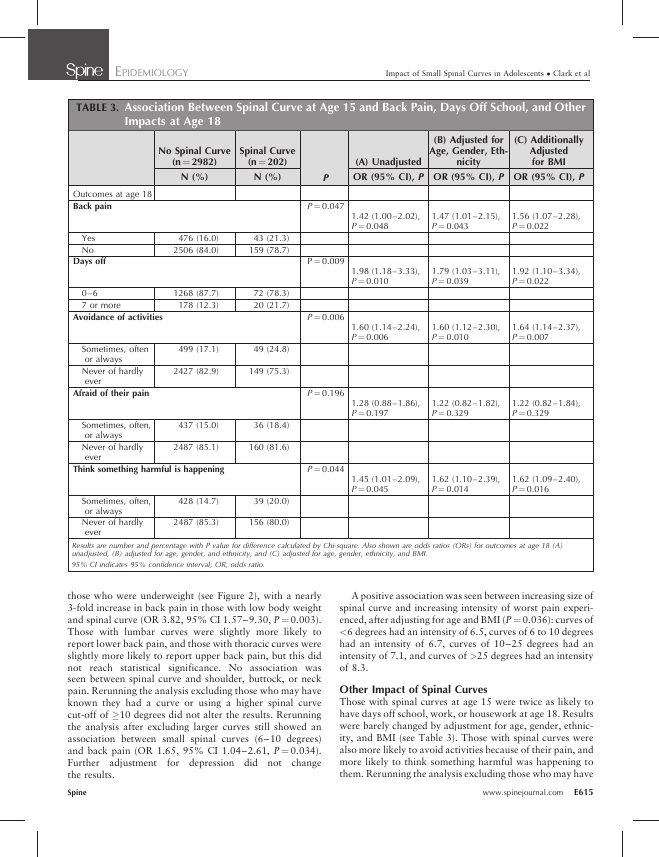 Spine EPIDEMIOLOGY
Impact of Small Spinal Curves in Adolescents • Clark et al
TABLE 3. Association Between Spinal Curve at Age 15 and Back Pain, Days Off School, and Other
Impacts at Age 18
No Spinal Curve (n = 2982) Spinal Curve (n = 202) P (A) Unadjusted (B) Adjusted for Age, Gender, Eth-nicity (C) Additionally Adjusted for BMI
N (%) N (%) OR (95% CI), P OR (95% CI), P OR (95% CI), P
Outcomes at age 18
Back pain P = 0.047
1.42 (1.00–2.02), 1.47 (1.01–2.15), 1.56 (1.07–2.28),
P = 0.048 P = 0.043 P = 0.022
Yes 476 (16.0) 43 (21.3)
No 2506 (84.0) 159 (78.7)
Days off P = 0.009
1.98 (1.18–3.33), 1.79 (1.03–3.11), 1.92 (1.10–3.34),
P = 0.010 P = 0.039 P = 0.022
0–6 1268 (87.7) 72 (78.3)
7 or more 178 (12.3) 20 (21.7)
Avoidance of activities P = 0.006
1.60 (1.14–2.24), 1.60 (1.12–2.30), 1.64 (1.14–2.37),
P = 0.006 P = 0.010 P = 0.007
Sometimes, often 499 (17.1) 49 (24.8)
or always
Never of hardly 2427 (82.9) 149 (75.3)
ever
Afraid of their pain P = 0.196
1.28 (0.88–1.86), 1.22 (0.82–1.82), 1.22 (0.82–1.84),
P = 0.197 P = 0.329 P = 0.329
Sometimes, often, 437 (15.0) 36 (18.4)
or always
Never of hardly 2487 (85.1) 160 (81.6)
ever
Think something harmful is happening P = 0.044
1.45 (1.01–2.09), 1.62 (1.10–2.39), 1.62 (1.09–2.40),
P = 0.045 P = 0.014 P = 0.016
Sometimes, often, 428 (14.7) 39 (20.0)
or always
Never of hardly 2487 (85.3) 156 (80.0)
ever
Results are number and percentage with P value for difference calculated by Chi-square. Also shown are odds ratios (ORs) for outcomes at age 18 (A)
unadjusted, (B) adjusted for age, gender, and ethnicity, and (C) adjusted for age, gender, ethnicity, and BMI.
95% CI indicates 95% confidence interval; OR, odds ratio.
those who were underweight (see Figure 2), with a nearly
3-fold increase in back pain in those with low body weight
and spinal curve (OR 3.82, 95% CI 1.57–9.30, P = 0.003).
Those with lumbar curves were slightly more likely to
report lower back pain, and those with thoracic curves were
slightly more likely to report upper back pain, but this did
not reach statistical significance. No association was
seen between spinal curve and shoulder, buttock, or neck
pain. Rerunning the analysis excluding those who may have
known they had a curve or using a higher spinal curve
cut-off of ≥10 degrees did not alter the results. Rerunning
the analysis after excluding larger curves still showed an
association between small spinal curves (6–10 degrees)
and back pain (OR 1.65, 95% CI 1.04–2.61, P = 0.034).
Further adjustment for depression did not change
the results.
A positive association was seen between increasing size of
spinal curve and increasing intensity of worst pain experi-
enced, after adjusting for age and BMI (P = 0.036): curves of
<6 degrees had an intensity of 6.5, curves of 6 to 10 degrees
had an intensity of 6.7, curves of 10–25 degrees had an
intensity of 7.1, and curves of >25 degrees had an intensity
of 8.3.
Other Impact of Spinal Curves
Those with spinal curves at age 15 were twice as likely to
have days off school, work, or housework at age 18. Results
were barely changed by adjustment for age, gender, ethnic-
ity, and BMI (see Table 3). Those with spinal curves were
also more likely to avoid activities because of their pain, and
more likely to think something harmful was happening to
them. Rerunning the analysis excluding those who may have
Spine
www.spinejournal.com E615